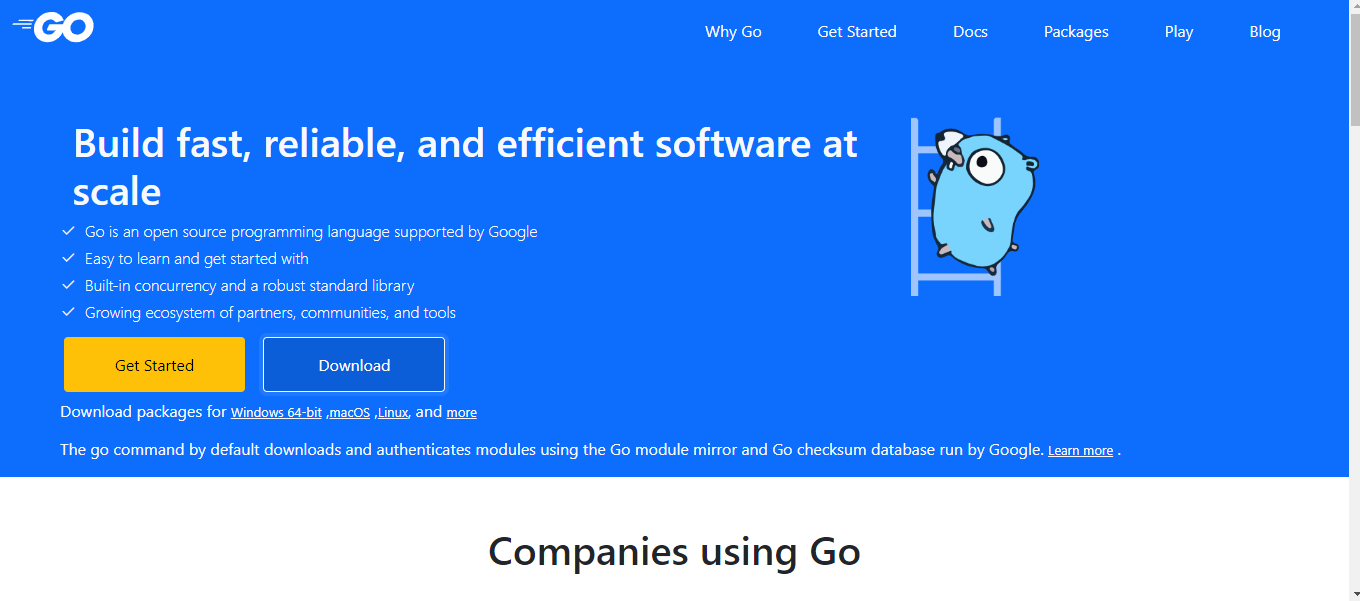 GO
Why Go
Get Started
Docs
Packages
Play
Blog
Build fast, reliable, and efficient software at
scale
Go is an open source programming language supported by Google
Easy to learn and get started with
Built-in concurrency and a robust standard library
Growing ecosystem of partners, communities, and tools
Get Started
Download
Download packages for Windows 64-bit ,macOS ,Linux, and more
The go command by default downloads and authenticates modules using the Go module mirror and Go checksum database run by Google. Learn more .
Companies using Go